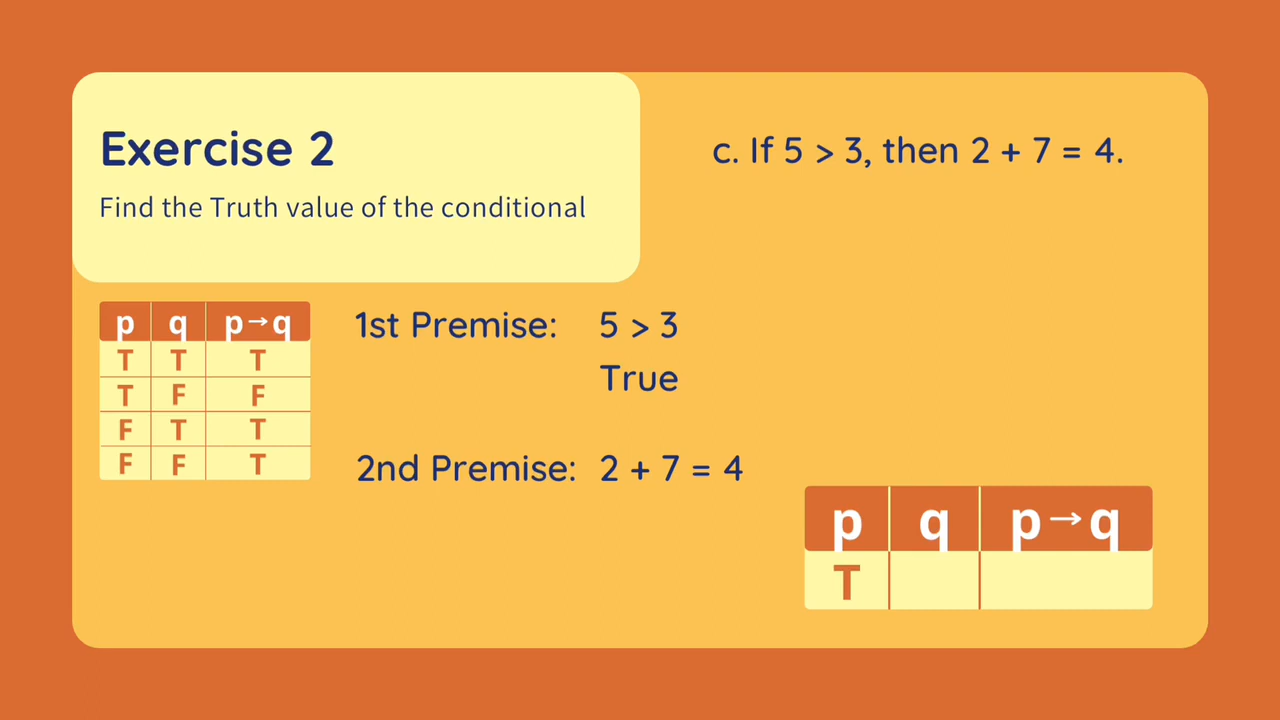 Exercise 2
Find the Truth value of the conditional
c. If 5 > 3, then 2 + 7 = 4.
p q p→q
T T T
T F F
F T T
F F T
1st Premise: 5 > 3
True
2nd Premise: 2 + 7 = 4
p q p→q
T